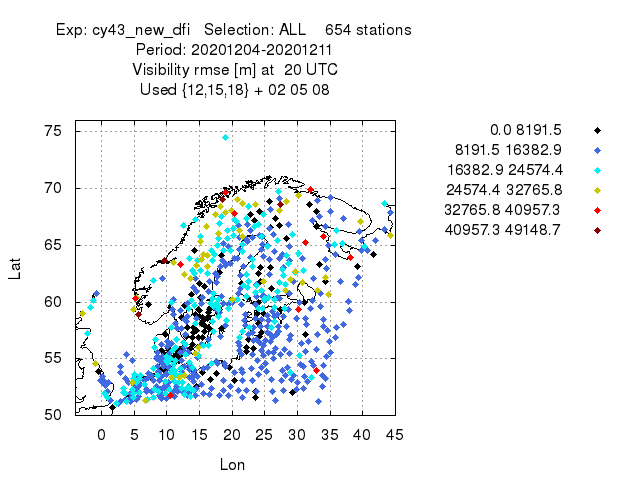 Exp: cy43_new_dfi   Selection: ALL    654 stations
Period: 20201204-20201211
Visibility rmse [m] at  20 UTC
Used {12,15,18} + 02 05 08
0.0 8191.5
8191.5 16382.9
16382.9 24574.4
24574.4 32765.8
32765.8 40957.3
40957.3 49148.7
75
70
65
60
55
50
Lat
0 5 10 15 20 25 30 35 40 45
Lon